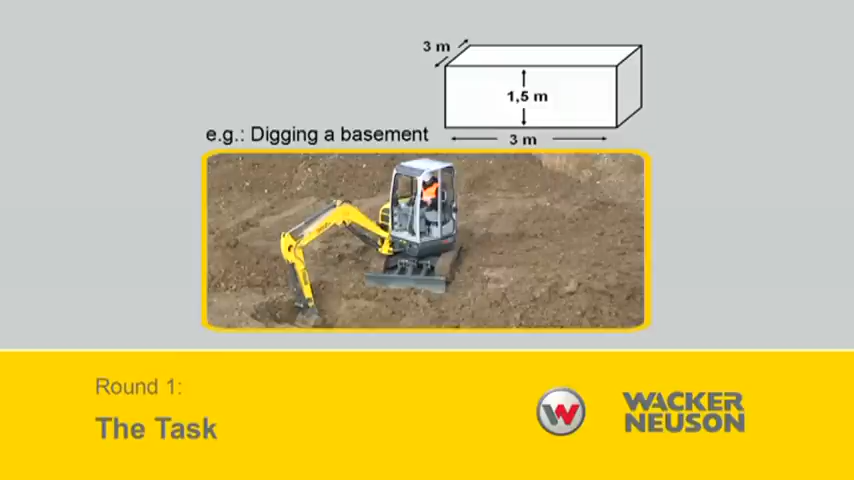 3 m
1,5 m
e.g.: Digging a basement
3 m
Round 1:
The Task
WACKER
NEUSON